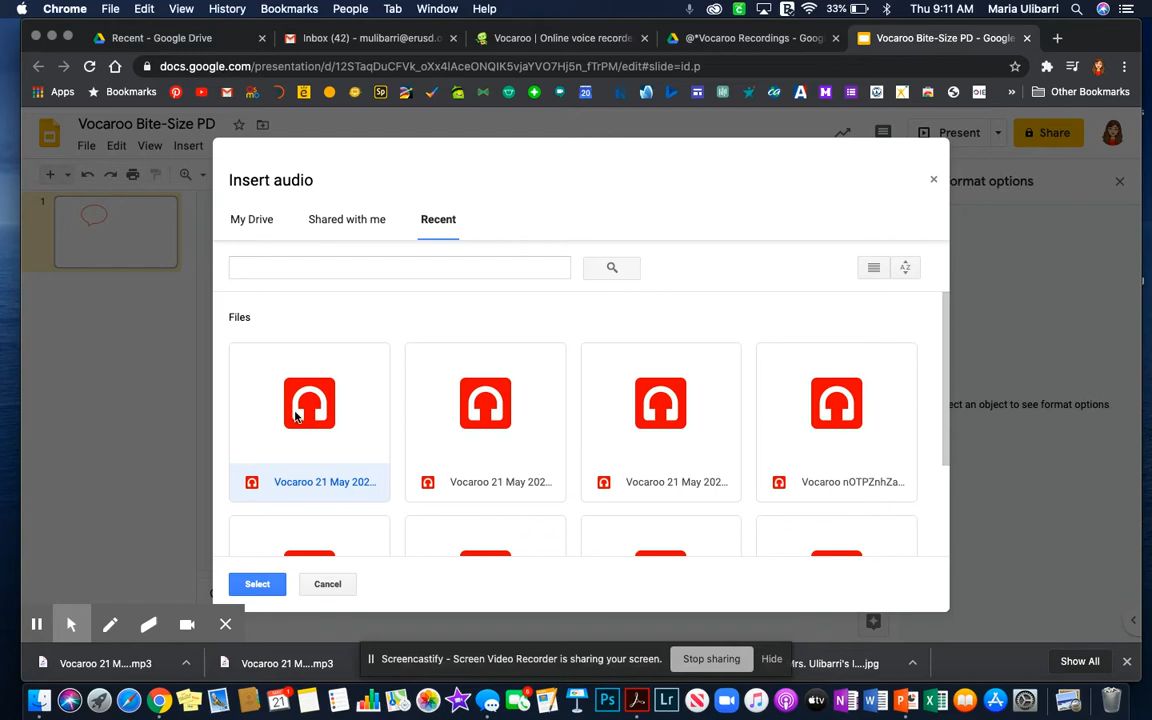 Chrome File Edit View History Bookmarks People Tab Window Help 33% Thu 9:11 AM Maria Ulibarri
Recent - Google Drive × Inbox (42) - mulibarri@erusd. × Vocaroo | Online voice recorde × @*Vocaroo Recordings - Goog × Vocaroo Bite-Size PD - Google ×
docs.google.com/presentation/d/12STaqDuCFVk_oXx4IAceONQIK5vjaYVO7Hj5n_fTrPM/edit#slide=id.p
Apps Bookmarks Other Bookmarks
Vocaroo Bite-Size PD
File Edit View Insert
Present Share
Insert audio
Format options
My Drive Shared with me Recent
1
Files
ect an object to see format options
Vocaroo 21 May 202... Vocaroo 21 May 202... Vocaroo 21 May 202... Vocaroo nOTPZnhZa...
Select Cancel
Vocaroo 21 M....mp3 Vocaroo 21 M....mp3 Screencastify - Screen Video Recorder is sharing your screen. Stop sharing Hide Mrs. Ulibarri's I....jpg Show All